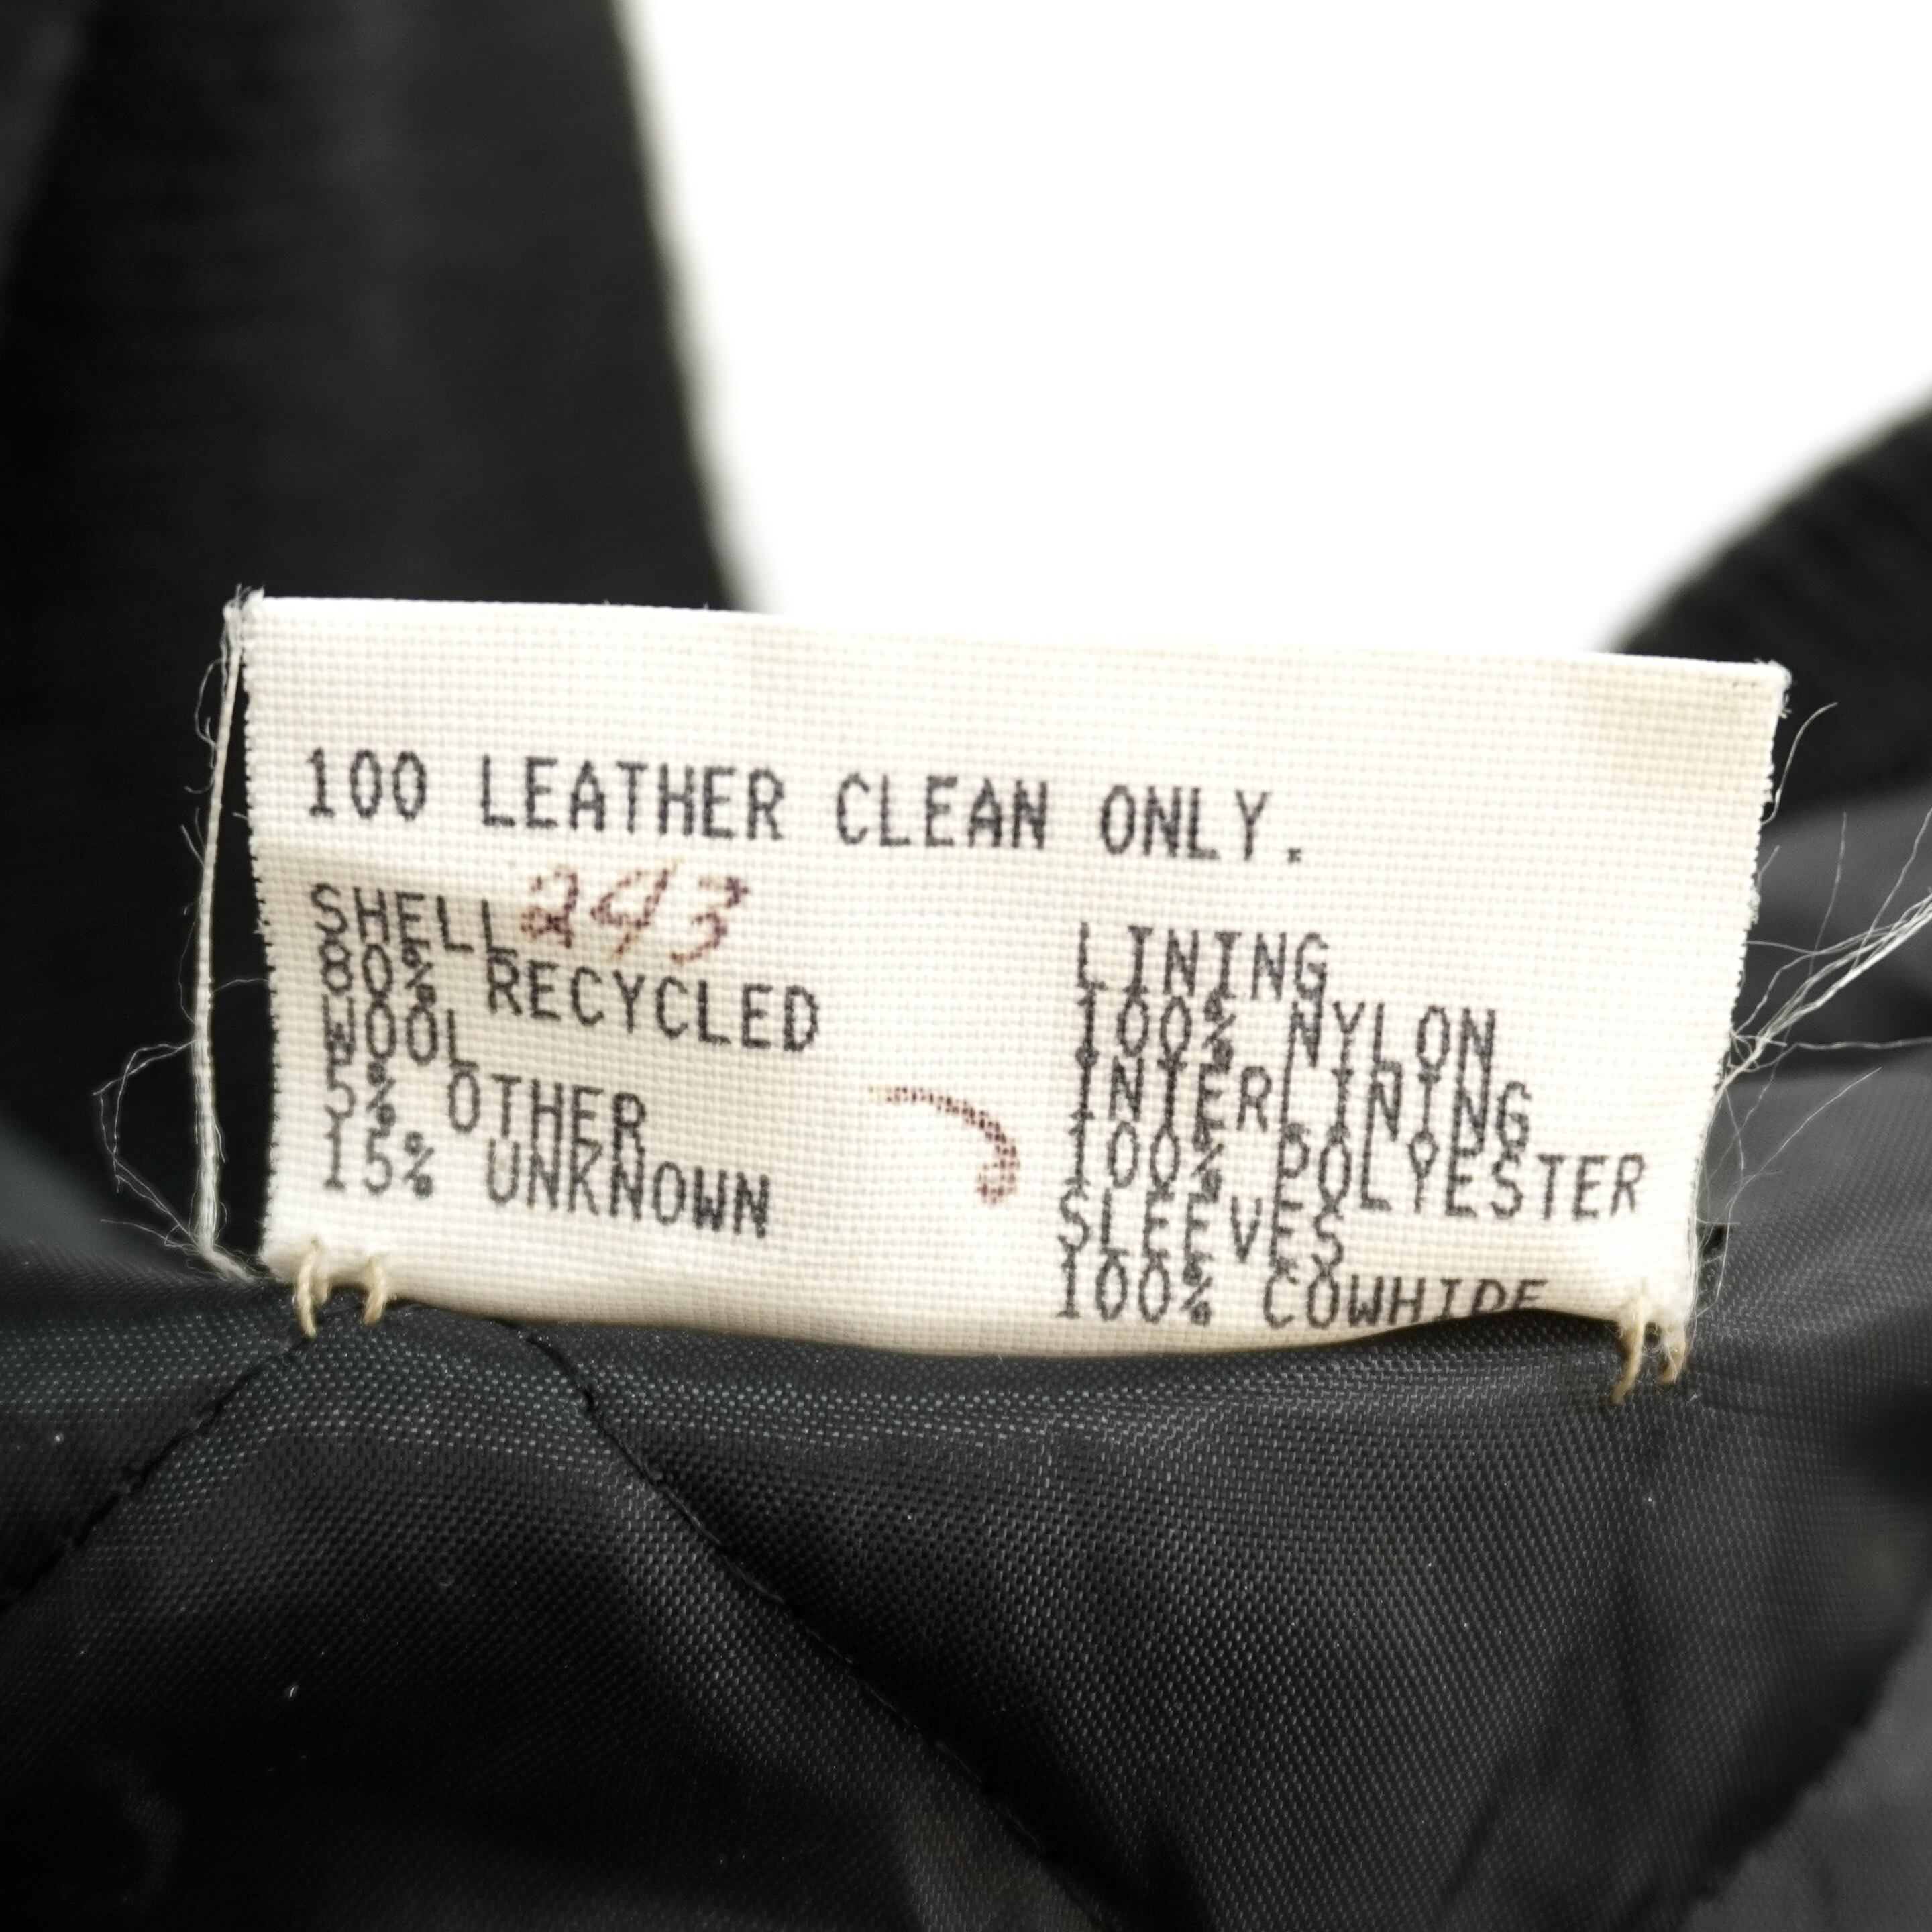 100 LEATHER CLEAN ONLY.
243
SHELL
80% RECYCLED
WOOL
5% OTHER
15% UNKNOWN
LINING
100% NYLON
INTERLINING
100% POLYESTER
SLEEVES
100% COWHIDE